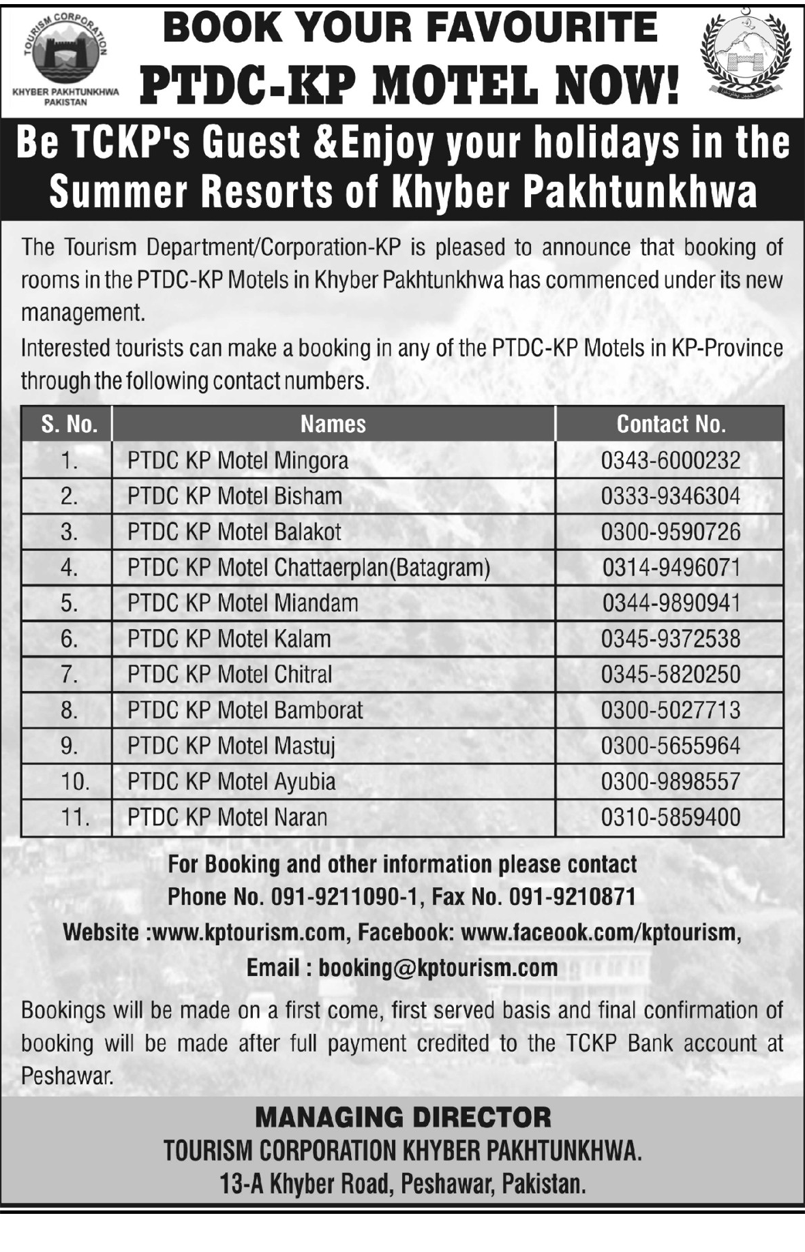 TOURISM CORPORATION
KHYBER PAKHTUNKHWA
PAKISTAN
BOOK YOUR FAVOURITE
PTDC-KP MOTEL NOW!
Be TCKP's Guest &Enjoy your holidays in the
Summer Resorts of Khyber Pakhtunkhwa
The Tourism Department/Corporation-KP is pleased to announce that booking of
rooms in the PTDC-KP Motels in Khyber Pakhtunkhwa has commenced under its new
management.
Interested tourists can make a booking in any of the PTDC-KP Motels in KP-Province
through the following contact numbers.
S. No. Names Contact No.
1. PTDC KP Motel Mingora 0343-6000232
2. PTDC KP Motel Bisham 0333-9346304
3. PTDC KP Motel Balakot 0300-9590726
4. PTDC KP Motel Chattaerplan(Batagram) 0314-9496071
5. PTDC KP Motel Miandam 0344-9890941
6. PTDC KP Motel Kalam 0345-9372538
7. PTDC KP Motel Chitral 0345-5820250
8. PTDC KP Motel Bamborat 0300-5027713
9. PTDC KP Motel Mastuj 0300-5655964
10. PTDC KP Motel Ayubia 0300-9898557
11. PTDC KP Motel Naran 0310-5859400
For Booking and other information please contact
Phone No. 091-9211090-1, Fax No. 091-9210871
Website :www.kptourism.com, Facebook: www.faceook.com/kptourism,
Email : booking@kptourism.com
Bookings will be made on a first come, first served basis and final confirmation of
booking will be made after full payment credited to the TCKP Bank account at
Peshawar.
MANAGING DIRECTOR
TOURISM CORPORATION KHYBER PAKHTUNKHWA.
13-A Khyber Road, Peshawar, Pakistan.